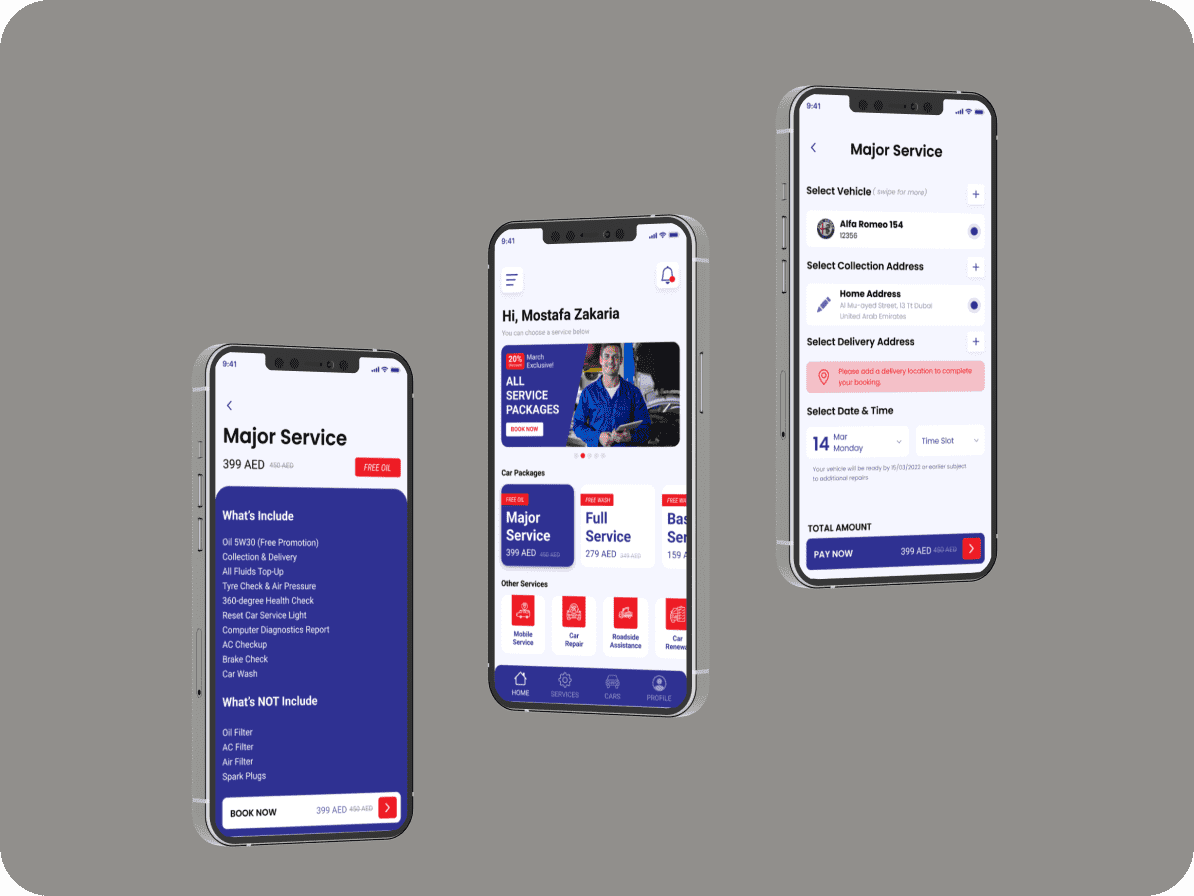 9:41
Major Service
399 AED 450 AED
FREE OIL
What's Include
Oil 5W30 (Free Promotion)
Collection & Delivery
All Fluids Top-Up
Tyre Check & Air Pressure
360-degree Health Check
Reset Car Service Light
Computer Diagnostics Report
AC Checkup
Brake Check
Car Wash
What's NOT Include
Oil Filter
AC Filter
Air Filter
Spark Plugs
BOOK NOW 399 AED 450 AED
9:41
Hi, Mostafa Zakaria
You can choose a service below
20% March
Exclusive!
ALL
SERVICE
PACKAGES
BOOK NOW
Car Packages
FREE OIL
Major
Service
399 AED 450 AED
FREE WASH
Full
Service
279 AED 349 AED
FREE WA
Bas
Ser
159 A
Other Services
Mobile
Service
Car
Repair
Roadside
Assistance
Car
Renewa
HOME
SERVICES
CARS
PROFILE
9:41
Major Service
Select Vehicle ( swipe for more)
Alfa Romeo 154
12356
Select Collection Address
Home Address
Al Mu-ayed Street, 13 Tt Dubai
United Arab Emirates
Select Delivery Address
Please add a delivery location to complete
your booking.
Select Date & Time
14 Mar
Monday
Time Slot
Your vehicle will be ready by 15/03/2022 or earlier subject
to additional repairs
TOTAL AMOUNT
PAY NOW 399 AED 450 AED